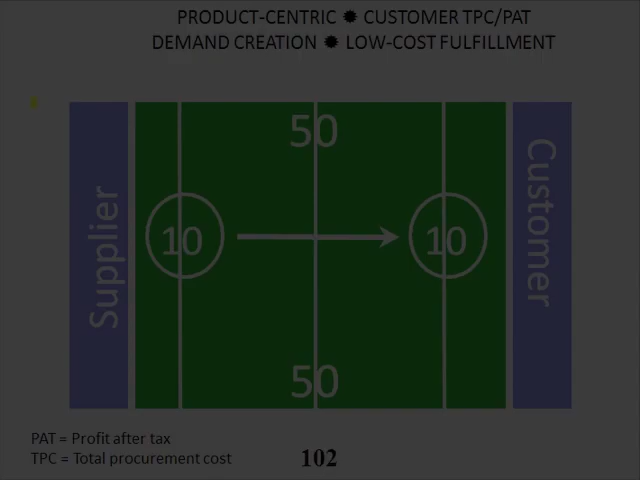 PRODUCT-CENTRIC ✹ CUSTOMER TPC/PAT
DEMAND CREATION ✹ LOW-COST FULFILLMENT
50
Supplier
10
10
Customer
50
PAT = Profit after tax
TPC = Total procurement cost
102